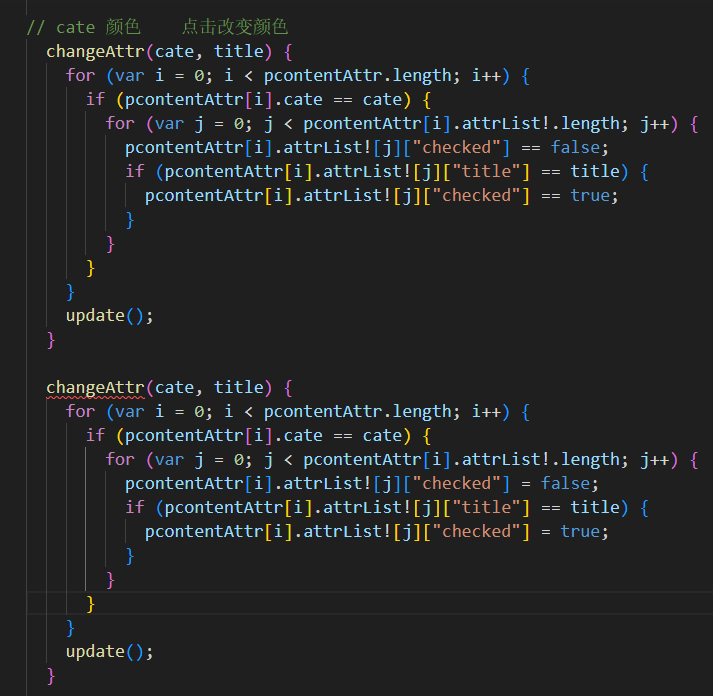 // cate 颜色    点击改变颜色
changeAttr(cate, title) {
for (var i = 0; i < pcontentAttr.length; i++) {
if (pcontentAttr[i].cate == cate) {
for (var j = 0; j < pcontentAttr[i].attrList!.length; j++) {
pcontentAttr[i].attrList![j]["checked"] == false;
if (pcontentAttr[i].attrList![j]["title"] == title) {
pcontentAttr[i].attrList![j]["checked"] == true;
}
}
}
}
update();
}
changeAttr(cate, title) {
for (var i = 0; i < pcontentAttr.length; i++) {
if (pcontentAttr[i].cate == cate) {
for (var j = 0; j < pcontentAttr[i].attrList!.length; j++) {
pcontentAttr[i].attrList![j]["checked"] = false;
if (pcontentAttr[i].attrList![j]["title"] == title) {
pcontentAttr[i].attrList![j]["checked"] = true;
}
}
}
}
update();
}